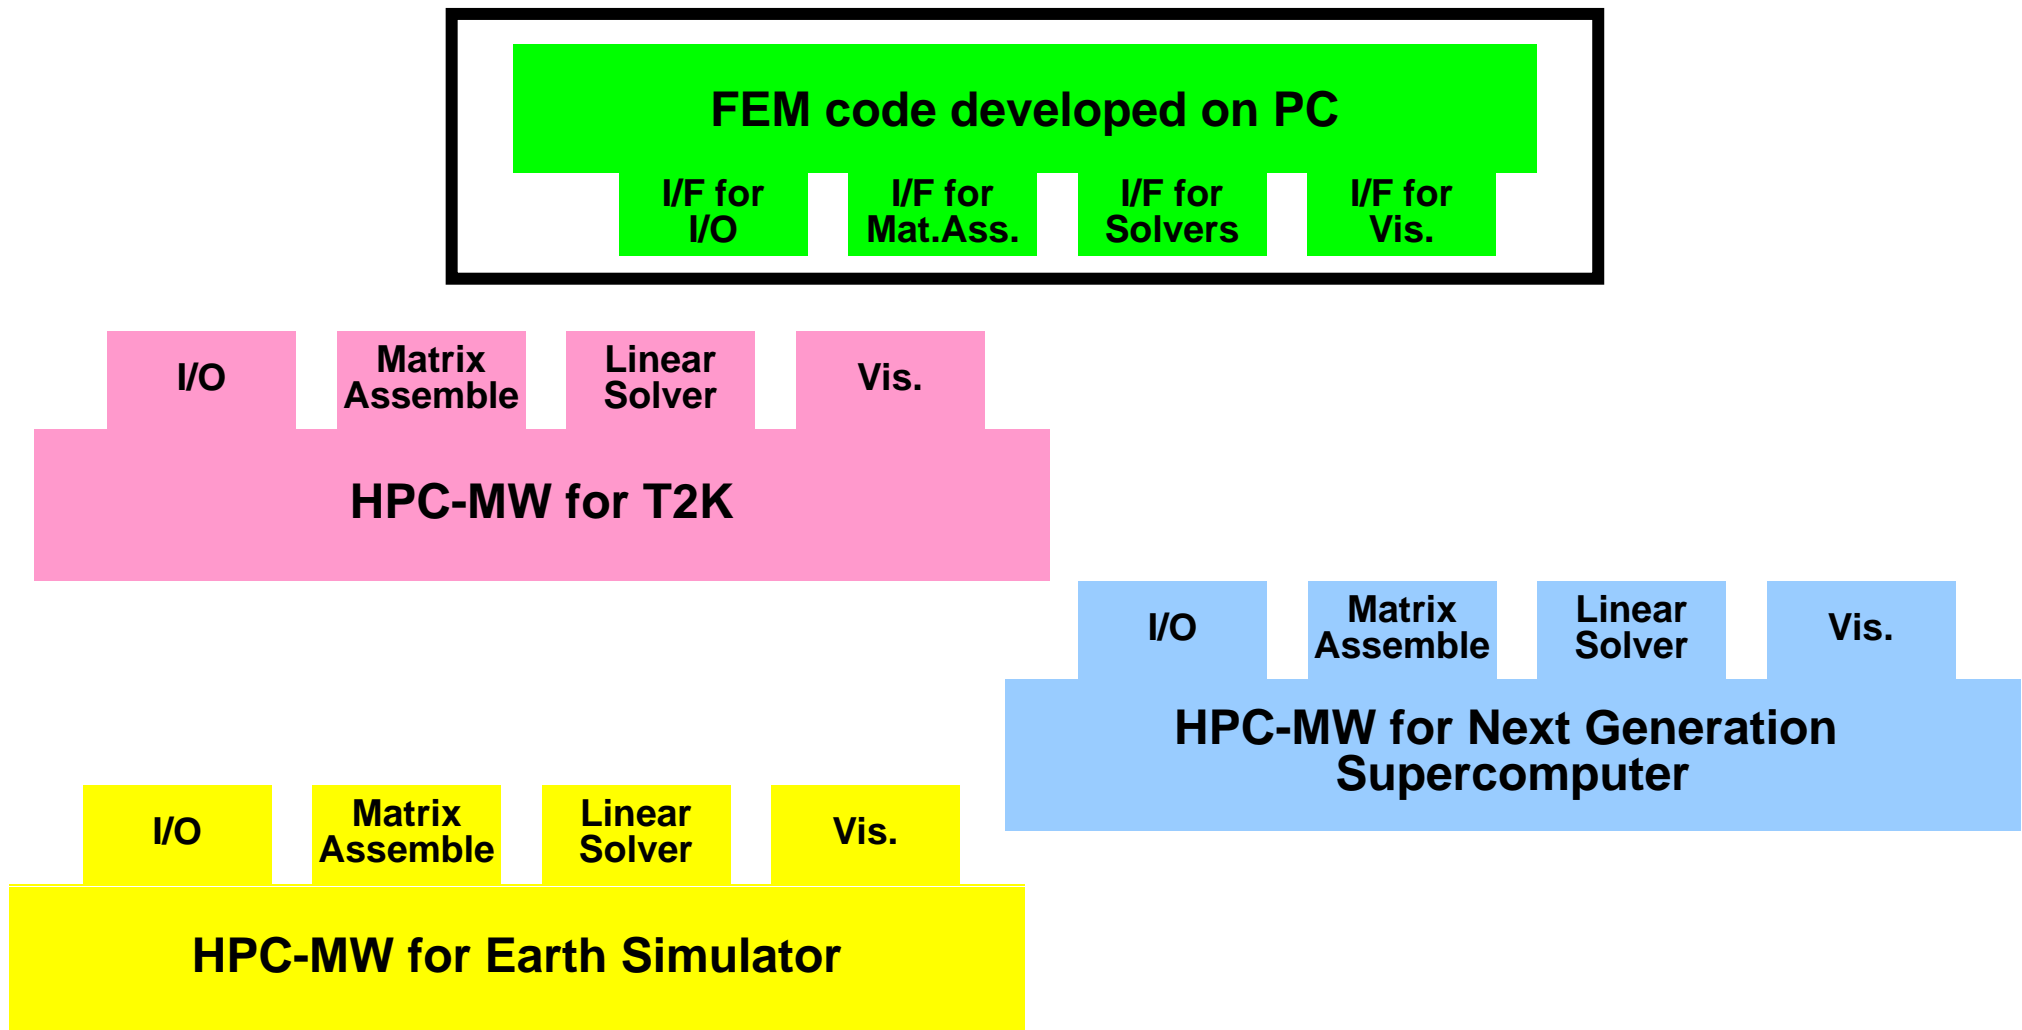 FEM code developed on PC
I/F for
I/O
I/F for
Mat.Ass.
I/F for
Solvers
I/F for
Vis.
I/O
Matrix
Assemble
Linear
Solver
Vis.
HPC-MW for T2K
I/O
Matrix
Assemble
Linear
Solver
Vis.
HPC-MW for Next Generation
Supercomputer
I/O
Matrix
Assemble
Linear
Solver
Vis.
HPC-MW for Earth Simulator